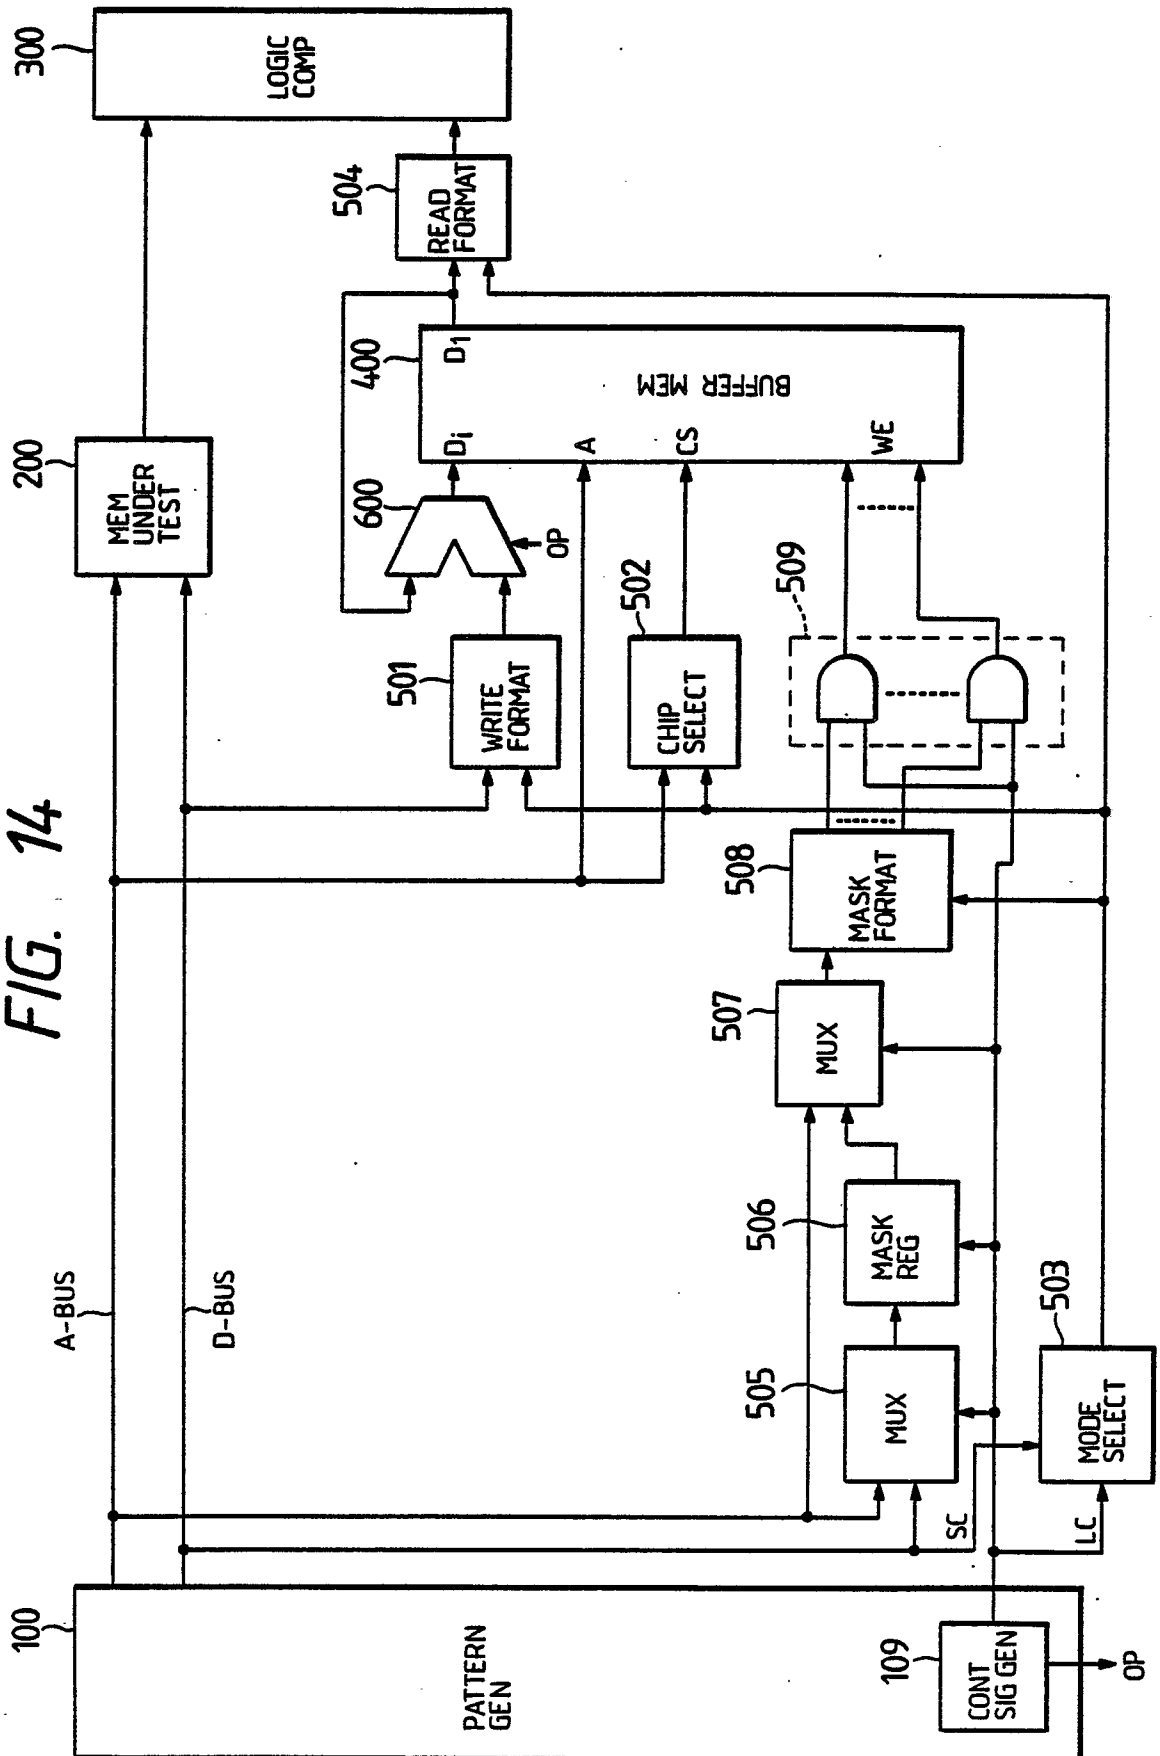 FIG. 14
100
PATTERN
GEN
109
CONT
SIG GEN
OP
A-BUS
D-BUS
SC
LC
503
MODE
SELECT
505
MUX
506
MASK
REG
507
MUX
508
MASK
FORMAT
509
501
WRITE
FORMAT
502
CHIP
SELECT
600
OP
200
MEM
UNDER
TEST
400
Di
A
CS
WE
D1
BUFFER MEM
504
READ
FORMAT
300
LOGIC
COMP